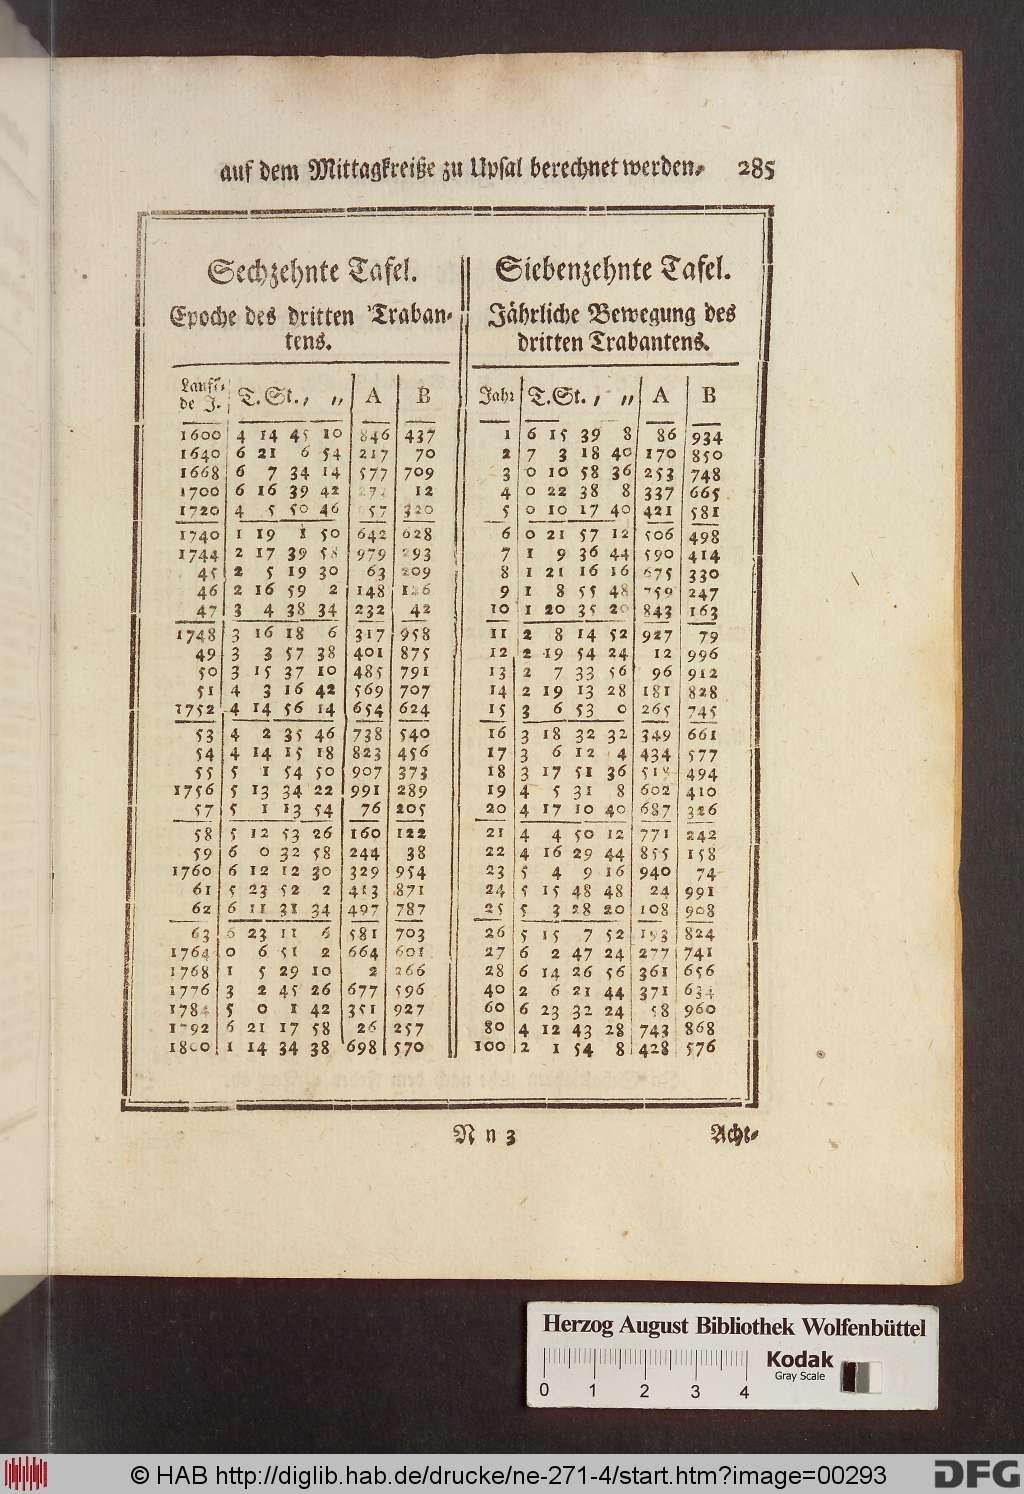 auf dem Mittagkreiße zu Upsal berechnet werden. 285
Sechzehnte Tafel.
Epoche des dritten Traban-
tens.
Laufen-
de J. T. St. , ,, A B
1600 4 14 45 10 846 437
1640 6 21 6 54 217 70
1668 6 7 34 14 577 709
1700 6 16 39 42 272 12
1720 4 5 50 46 57 320
1740 1 19 1 50 642 628
1744 2 17 39 58 979 293
45 2 5 19 30 63 209
46 2 16 59 2 148 126
47 3 4 38 34 232 42
1748 3 16 18 6 317 958
49 3 3 57 38 401 875
50 3 15 37 10 485 791
51 4 3 16 42 569 707
1752 4 14 56 14 654 624
53 4 2 35 46 738 540
54 4 14 15 18 823 456
55 5 1 54 50 907 373
1756 5 13 34 22 991 289
57 5 1 13 54 76 205
58 5 12 53 26 160 122
59 6 0 32 58 244 38
1760 6 12 12 30 329 954
61 5 23 52 2 413 871
62 6 11 31 34 497 787
63 6 23 11 6 581 703
1764 0 6 51 2 664 601
1768 1 5 29 10 2 266
1776 3 2 45 26 677 596
1784 5 0 1 42 351 927
1792 6 21 17 58 26 257
1800 1 14 34 38 698 570
Siebenzehnte Tafel.
Jährliche Bewegung des
dritten Trabantens.
Jahr T. St. , ,, A B
1 6 15 39 8 86 934
2 7 3 18 40 170 850
3 0 10 58 36 253 748
4 0 22 38 8 337 665
5 0 10 17 40 421 581
6 0 21 57 12 506 498
7 1 9 36 44 590 414
8 1 21 16 16 675 330
9 1 8 55 48 759 247
10 1 20 35 20 843 163
11 2 8 14 52 927 79
12 2 19 54 24 12 996
13 2 7 33 56 96 912
14 2 19 13 28 181 828
15 3 6 53 0 265 745
16 3 18 32 32 349 661
17 3 6 12 4 434 577
18 3 17 51 36 518 494
19 4 5 31 8 602 410
20 4 17 10 40 687 326
21 4 4 50 12 771 242
22 4 16 29 44 855 158
23 5 4 9 16 940 74
24 5 15 48 48 24 991
25 5 3 28 20 108 908
26 5 15 7 52 193 824
27 6 2 47 24 277 741
28 6 14 26 56 361 656
40 2 6 21 44 371 634
60 6 23 32 24 58 960
80 4 12 43 28 743 868
100 2 1 54 8 428 576
N n 3 Acht-
Herzog August Bibliothek Wolfenbüttel
0 1 2 3 4
Kodak
Gray Scale
© HAB http://diglib.hab.de/drucke/ne-271-4/start.htm?image=00293
DFG